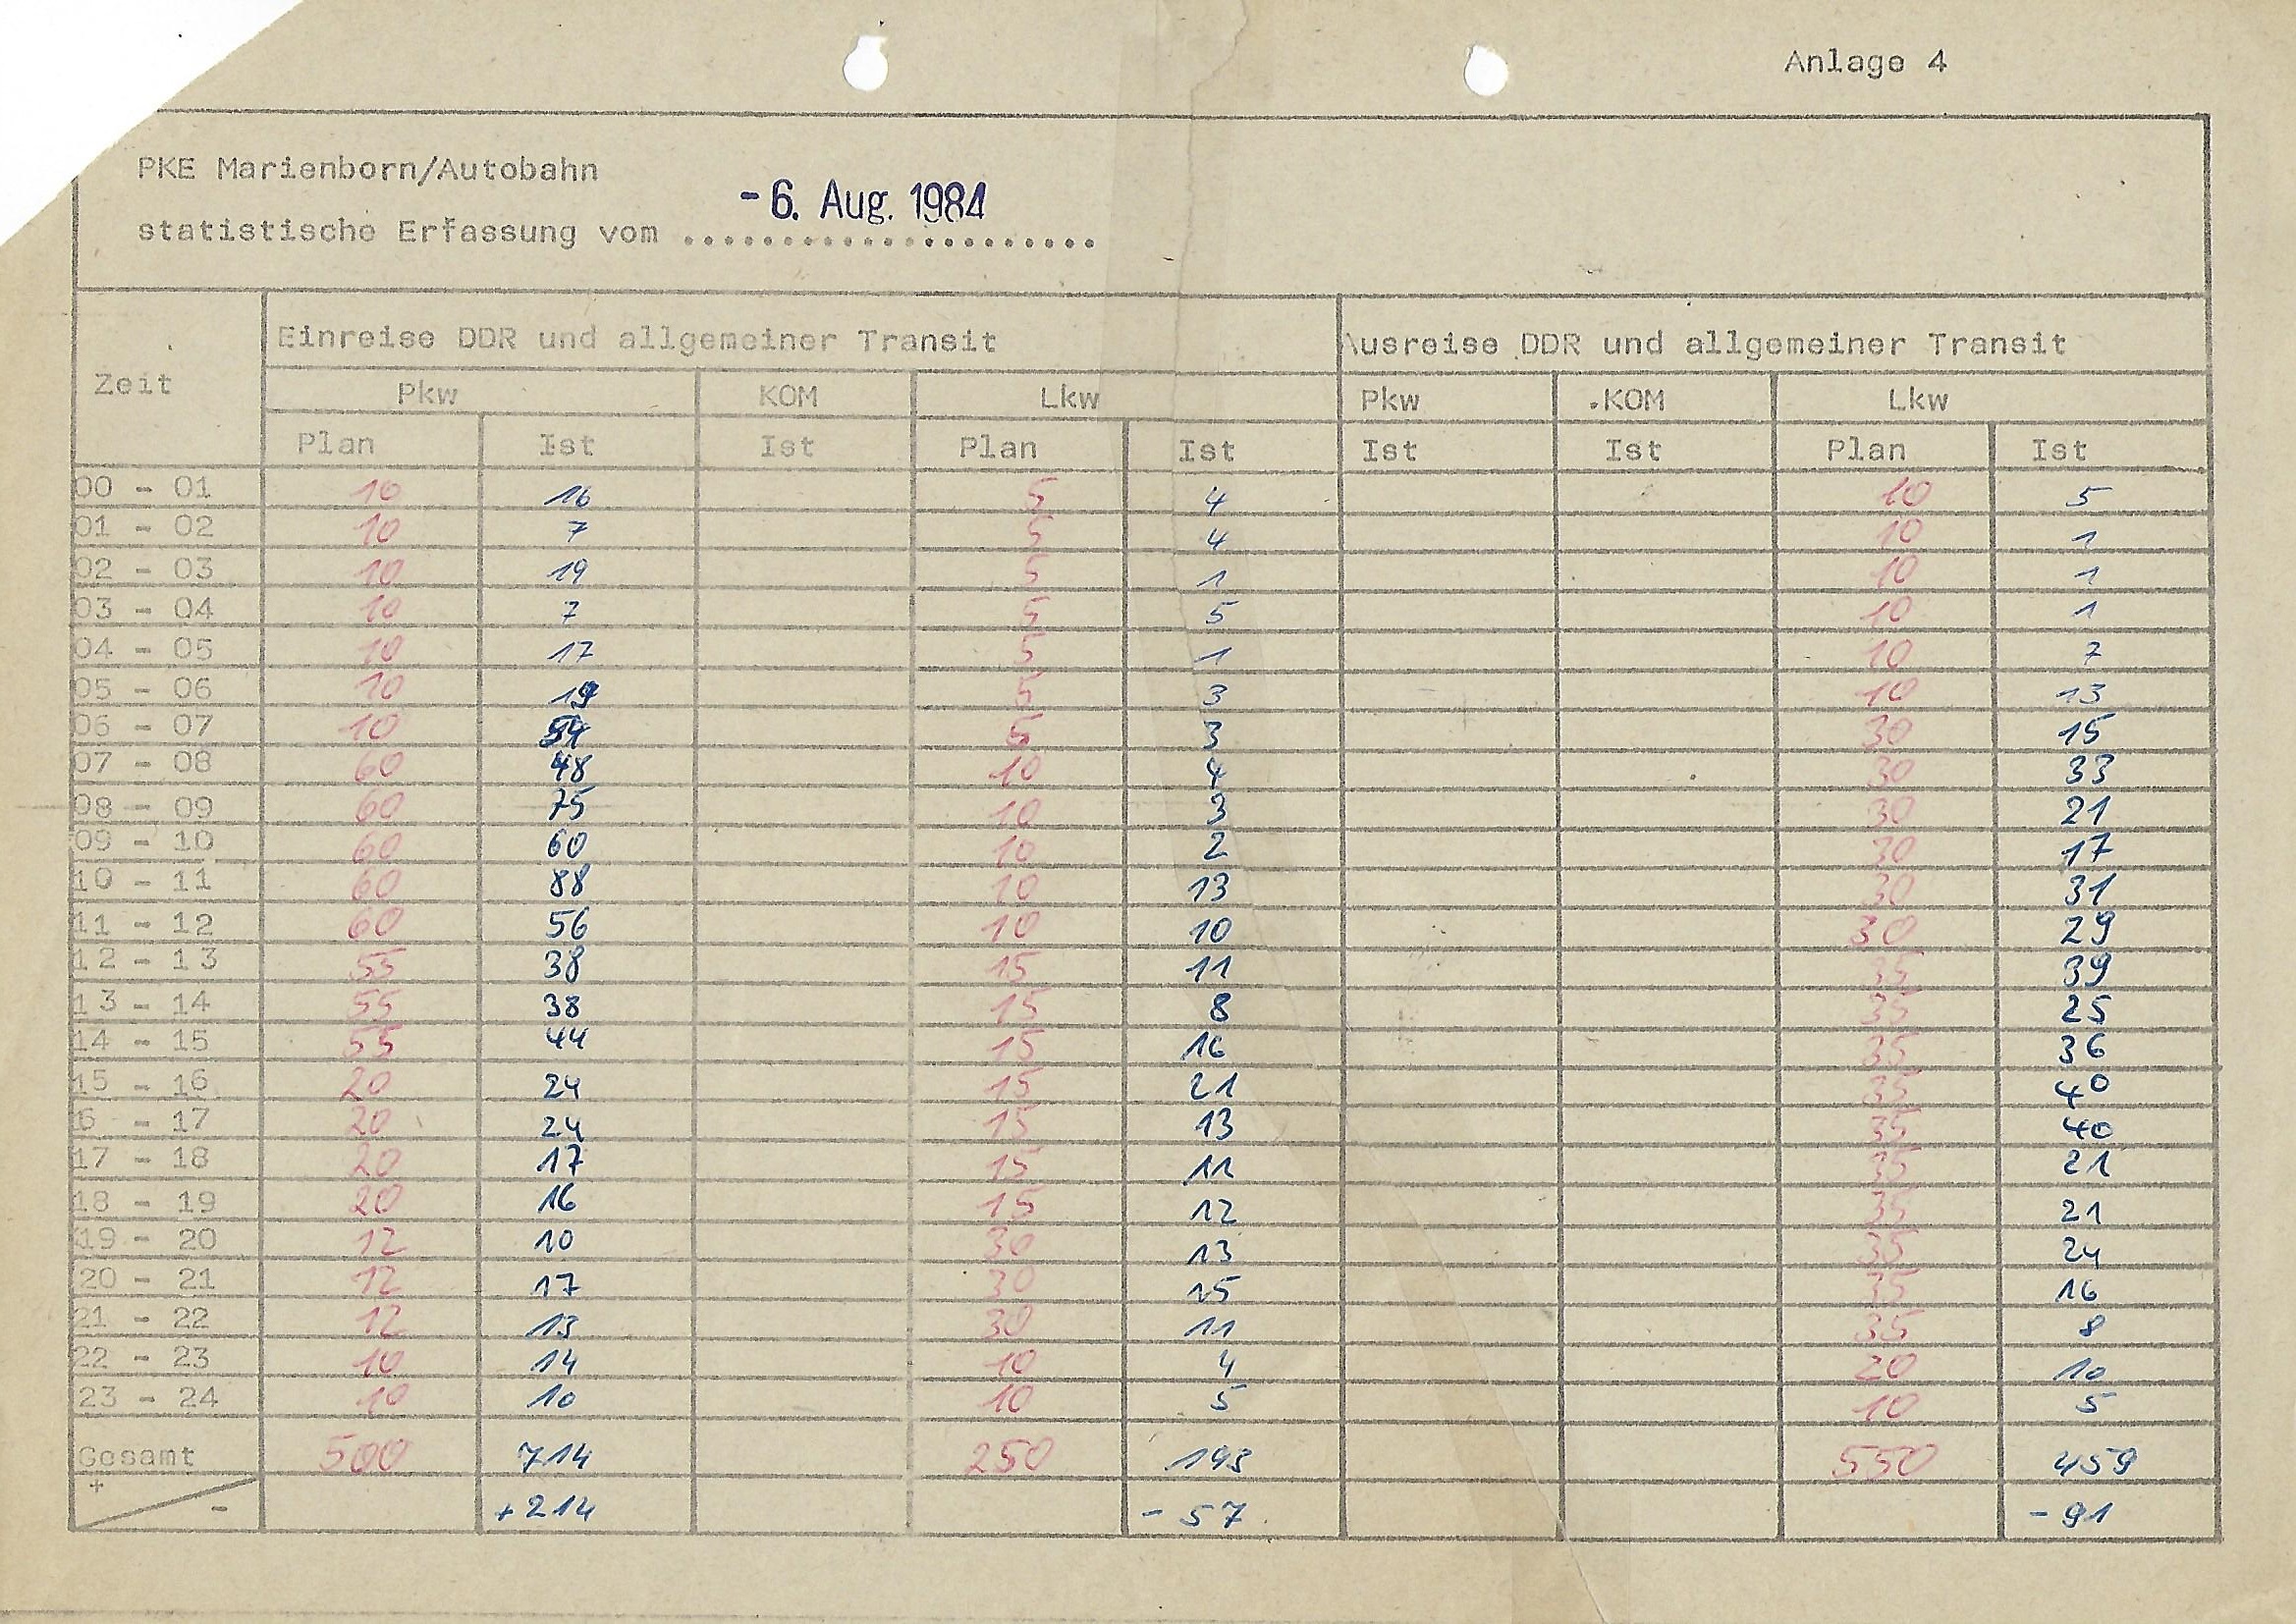 Anlage 4
PKE Marienborn/Autobahn
- 6. Aug. 1984
statistische Erfassung vom ......................
Zeit Einreise DDR und allgemeiner Transit Ausreise DDR und allgemeiner Transit
Pkw KOM Lkw Pkw .KOM Lkw
Plan Ist Ist Plan Ist Ist Ist Plan Ist
00 - 01 10 16 5 4 10 5
01 - 02 10 7 5 4 10 1
02 - 03 10 19 5 1 10 1
03 - 04 10 7 5 5 10 1
04 - 05 10 17 5 1 10 7
05 - 06 10 5 3 10 13
06 - 07 10 5 3 30 15
07 - 08 60 48 10 4 30 33
08 - 09 60 75 10 3 30 21
09 - 10 60 60 10 2 30 17
10 - 11 60 88 10 13 30 31
11 - 12 60 56 10 10 30 29
12 - 13 55 38 15 11 35 39
13 - 14 55 38 15 8 35 25
14 - 15 55 44 15 16 35 36
15 - 16 20 24 15 21 35 40
6 - 17 20 24 15 13 35 40
17 - 18 20 17 15 11 35 21
18 - 19 20 16 15 12 35 21
19 - 20 12 10 30 13 35 24
20 - 21 12 17 30 15 35 16
21 - 22 12 13 30 11 35 8
22 - 23 10 14 10 4 20 10
23 - 24 10 10 10 5 10 5
Gesamt 500 714 250 193 550 459
+
- +214 - 57 - 91